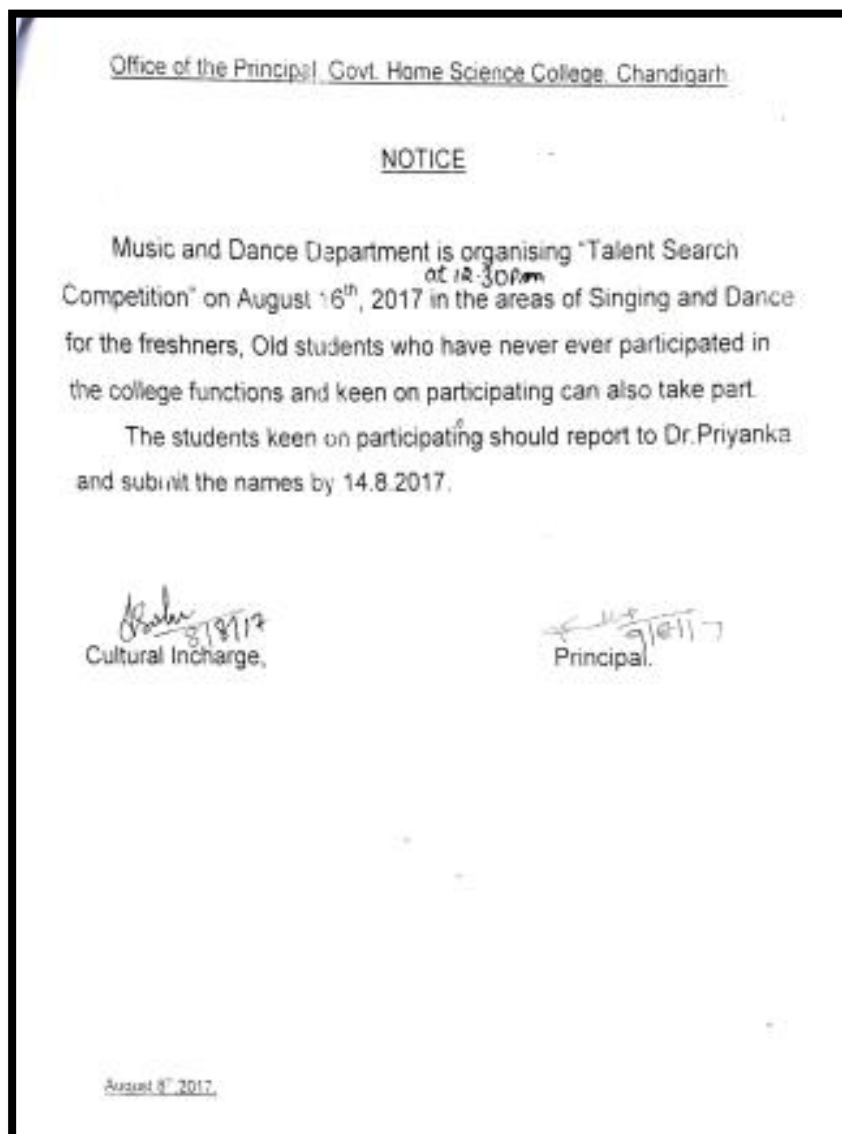 Office of the Principal, Govt. Home Science College, Chandigarh
NOTICE
Music and Dance Department is organising "Talent Search
at 12.30pm
Competition" on August 16th, 2017 in the areas of Singing and Dance
for the freshners, Old students who have never ever participated in
the college functions and keen on participating can also take part.
The students keen on participating should report to Dr.Priyanka
and submit the names by 14.8.2017.
8/8/17
Cultural Incharge,
Principal.
August 8th,2017.